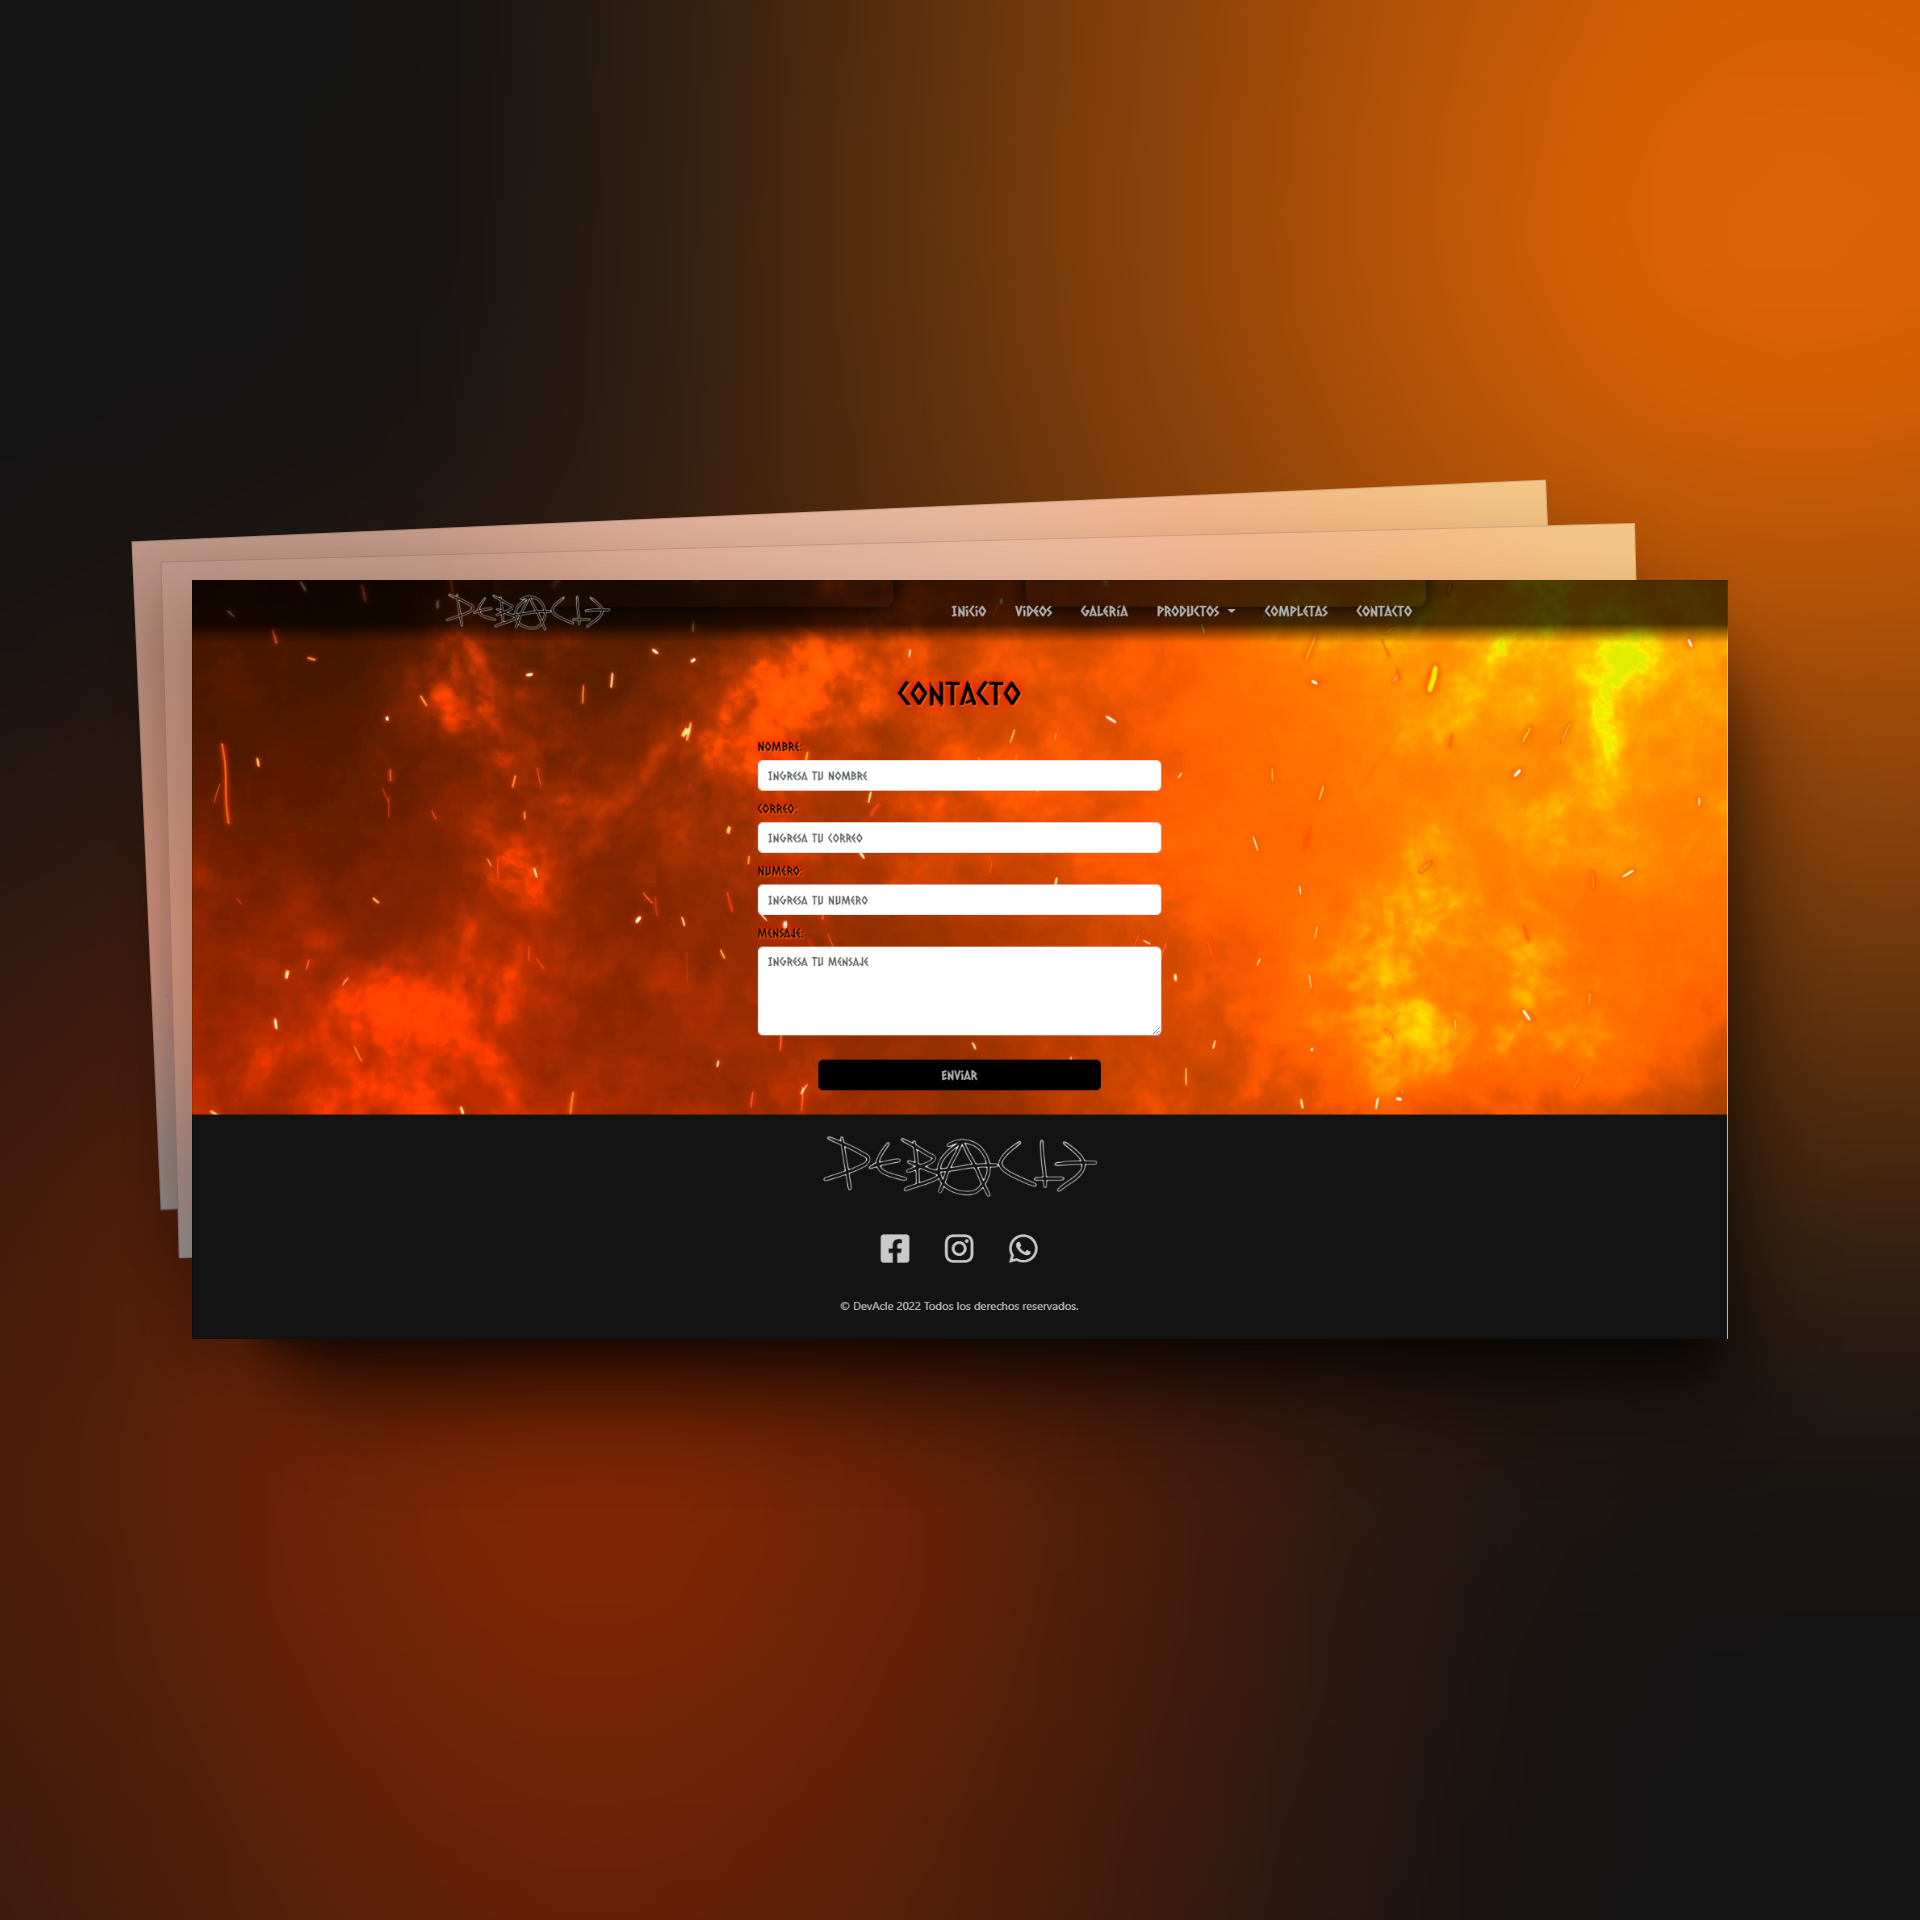 DEBACLE
INICIO VIDEOS GALERÍA PRODUCTOS COMPLETAS CONTACTO
CONTACTO
NOMBRE:
INGRESA TU NOMBRE
CORREO:
INGRESA TU CORREO
NUMERO:
INGRESA TU NUMERO
MENSAJE:
INGRESA TU MENSAJE
ENVIAR
DEBACLE
© DevAcle 2022 Todos los derechos reservados.